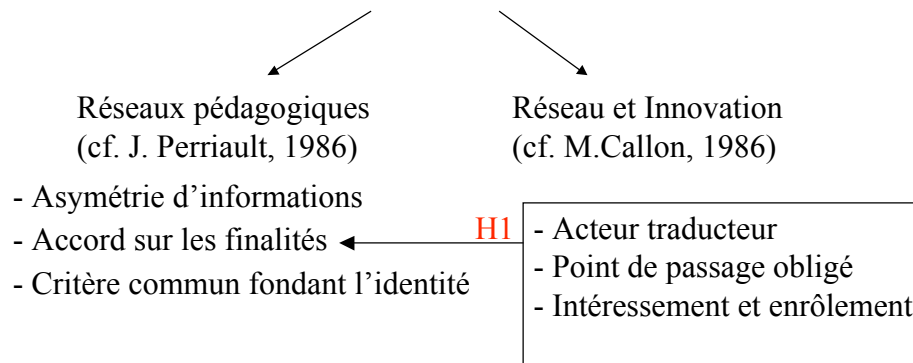 Réseaux pédagogiques
(cf. J. Perriault, 1986)
- Asymétrie d’informations
- Accord sur les finalités
- Critère commun fondant l’identité
Réseau et Innovation
(cf. M.Callon, 1986)
H1
- Acteur traducteur
- Point de passage obligé
- Intéressement et enrôlement